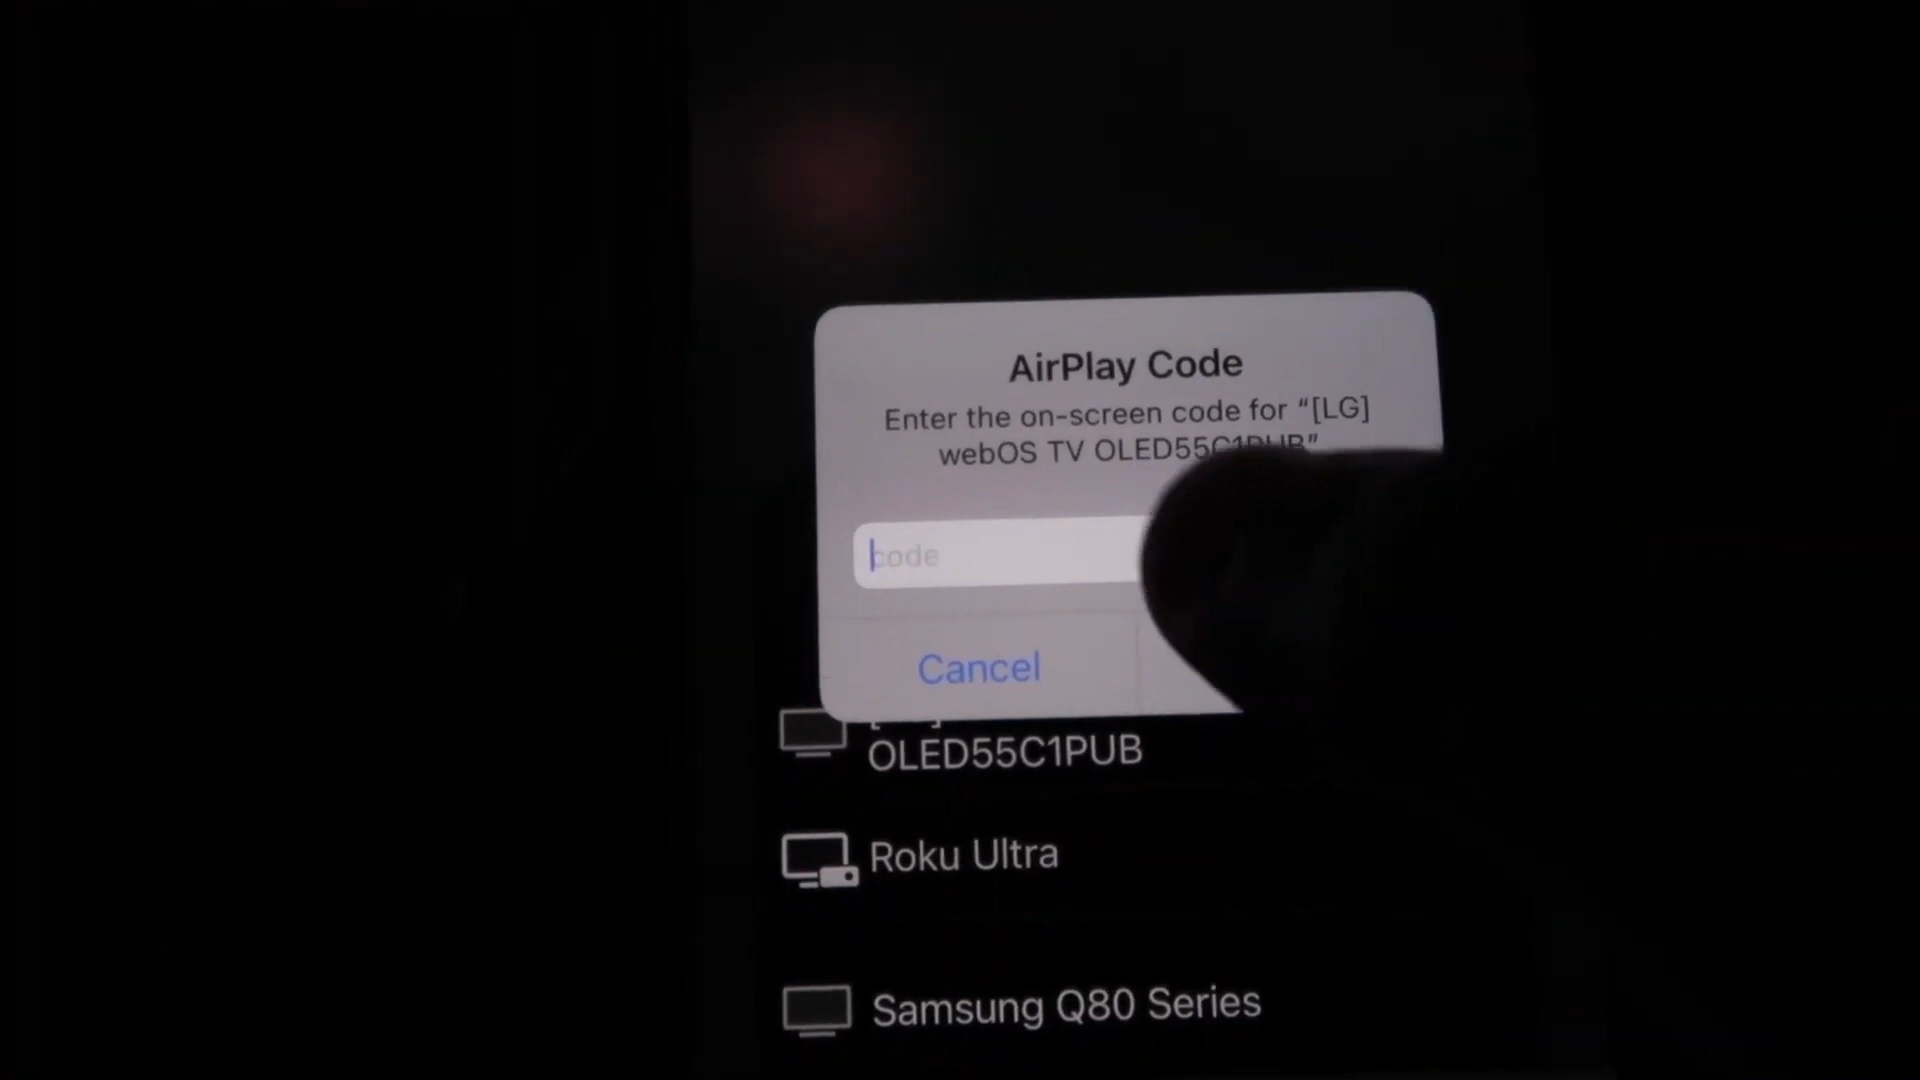 AirPlay Code
Enter the on-screen code for “[LG]
webOS TV OLED55C1PUB”
code
Cancel
OLED55C1PUB
Roku Ultra
Samsung Q80 Series